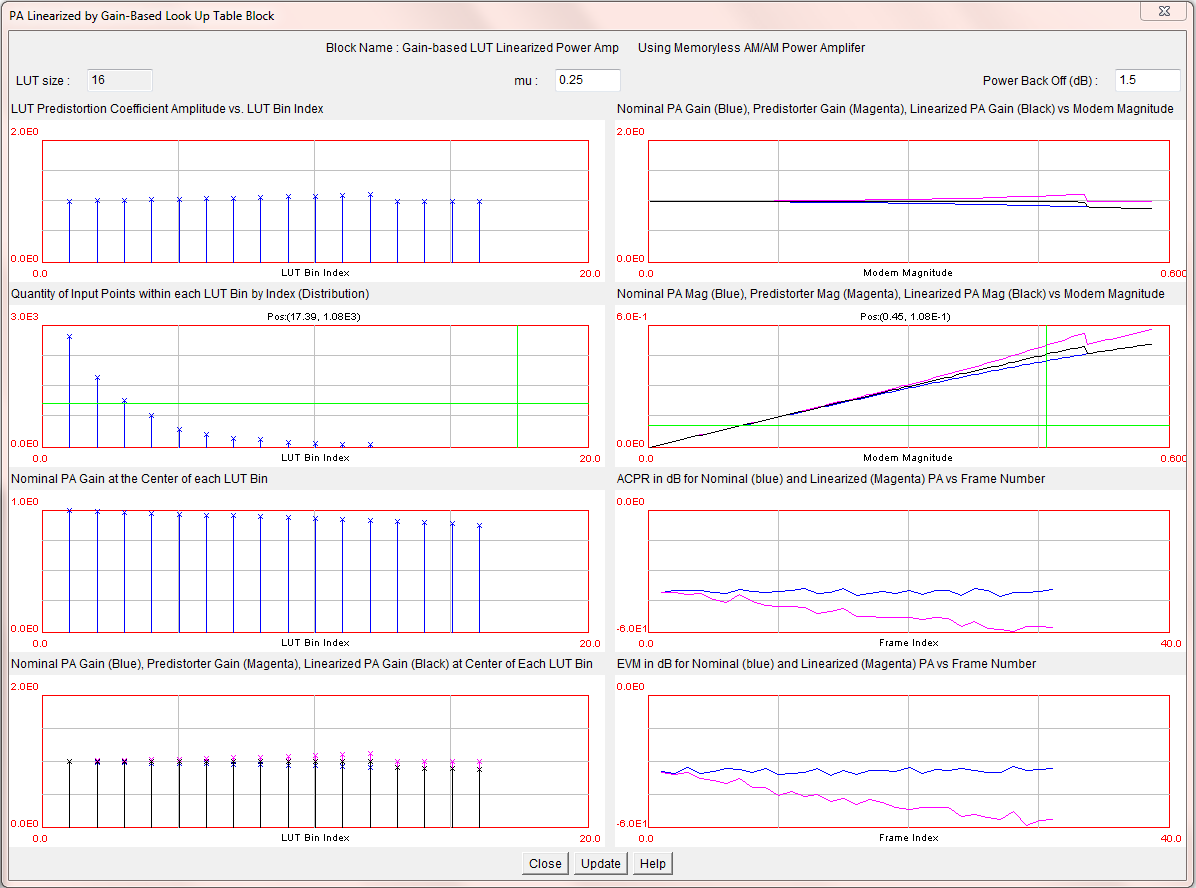 PA Linearized by Gain-Based Look Up Table Block
Block Name : Gain-based LUT Linearized Power Amp Using Memoryless AM/AM Power Amplifer
LUT size : 16 mu : 0.25 Power Back Off (dB) : 1.5
LUT Predistortion Coefficient Amplitude vs. LUT Bin Index
2.0E0
0.0E0
0.0 LUT Bin Index 20.0
Nominal PA Gain (Blue), Predistorter Gain (Magenta), Linearized PA Gain (Black) vs Modem Magnitude
2.0E0
0.0E0
0.0 Modem Magnitude 0.600
Quantity of Input Points within each LUT Bin by Index (Distribution)
3.0E3 Pos:(17.39, 1.08E3)
0.0E0
0.0 LUT Bin Index 20.0
Nominal PA Mag (Blue), Predistorter Mag (Magenta), Linearized PA Mag (Black) vs Modem Magnitude
6.0E-1 Pos:(0.45, 1.08E-1)
0.0E0
0.0 Modem Magnitude 0.600
Nominal PA Gain at the Center of each LUT Bin
1.0E0
0.0E0
0.0 LUT Bin Index 20.0
ACPR in dB for Nominal (blue) and Linearized (Magenta) PA vs Frame Number
0.0E0
-6.0E1
0.0 Frame Index 40.0
Nominal PA Gain (Blue), Predistorter Gain (Magenta), Linearized PA Gain (Black) at Center of Each LUT Bin
2.0E0
0.0E0
0.0 LUT Bin Index 20.0
EVM in dB for Nominal (blue) and Linearized (Magenta) PA vs Frame Number
0.0E0
-6.0E1
0.0 Frame Index 40.0
Close Update Help